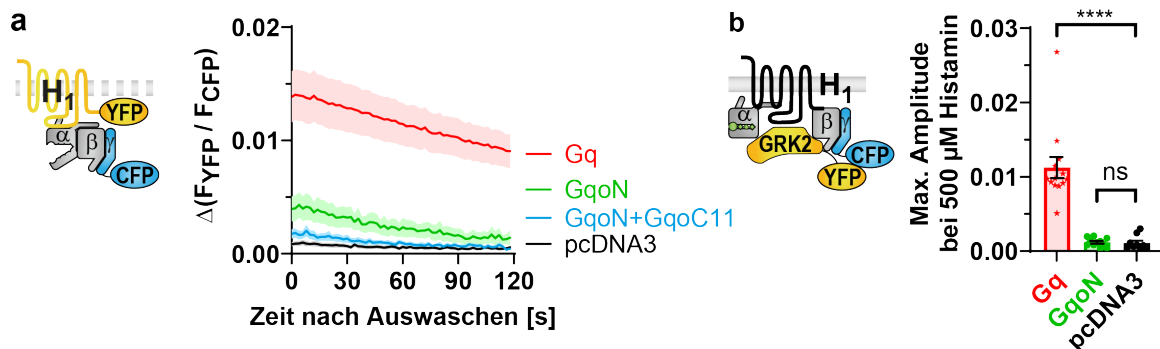 a
H1
YFP
α
β
γ
CFP
Δ(FYFP / FCFP)
0.02
0.01
0.00
0
30
60
90
120
Zeit nach Auswaschen [s]
Gq
GqoN
GqoN+GqoC11
pcDNA3
b
H1
α
β
γ
GRK2
CFP
YFP
Max. Amplitude
bei 500 µM Histamin
0.03
0.02
0.01
0.00
****
ns
Gq
GqoN
pcDNA3